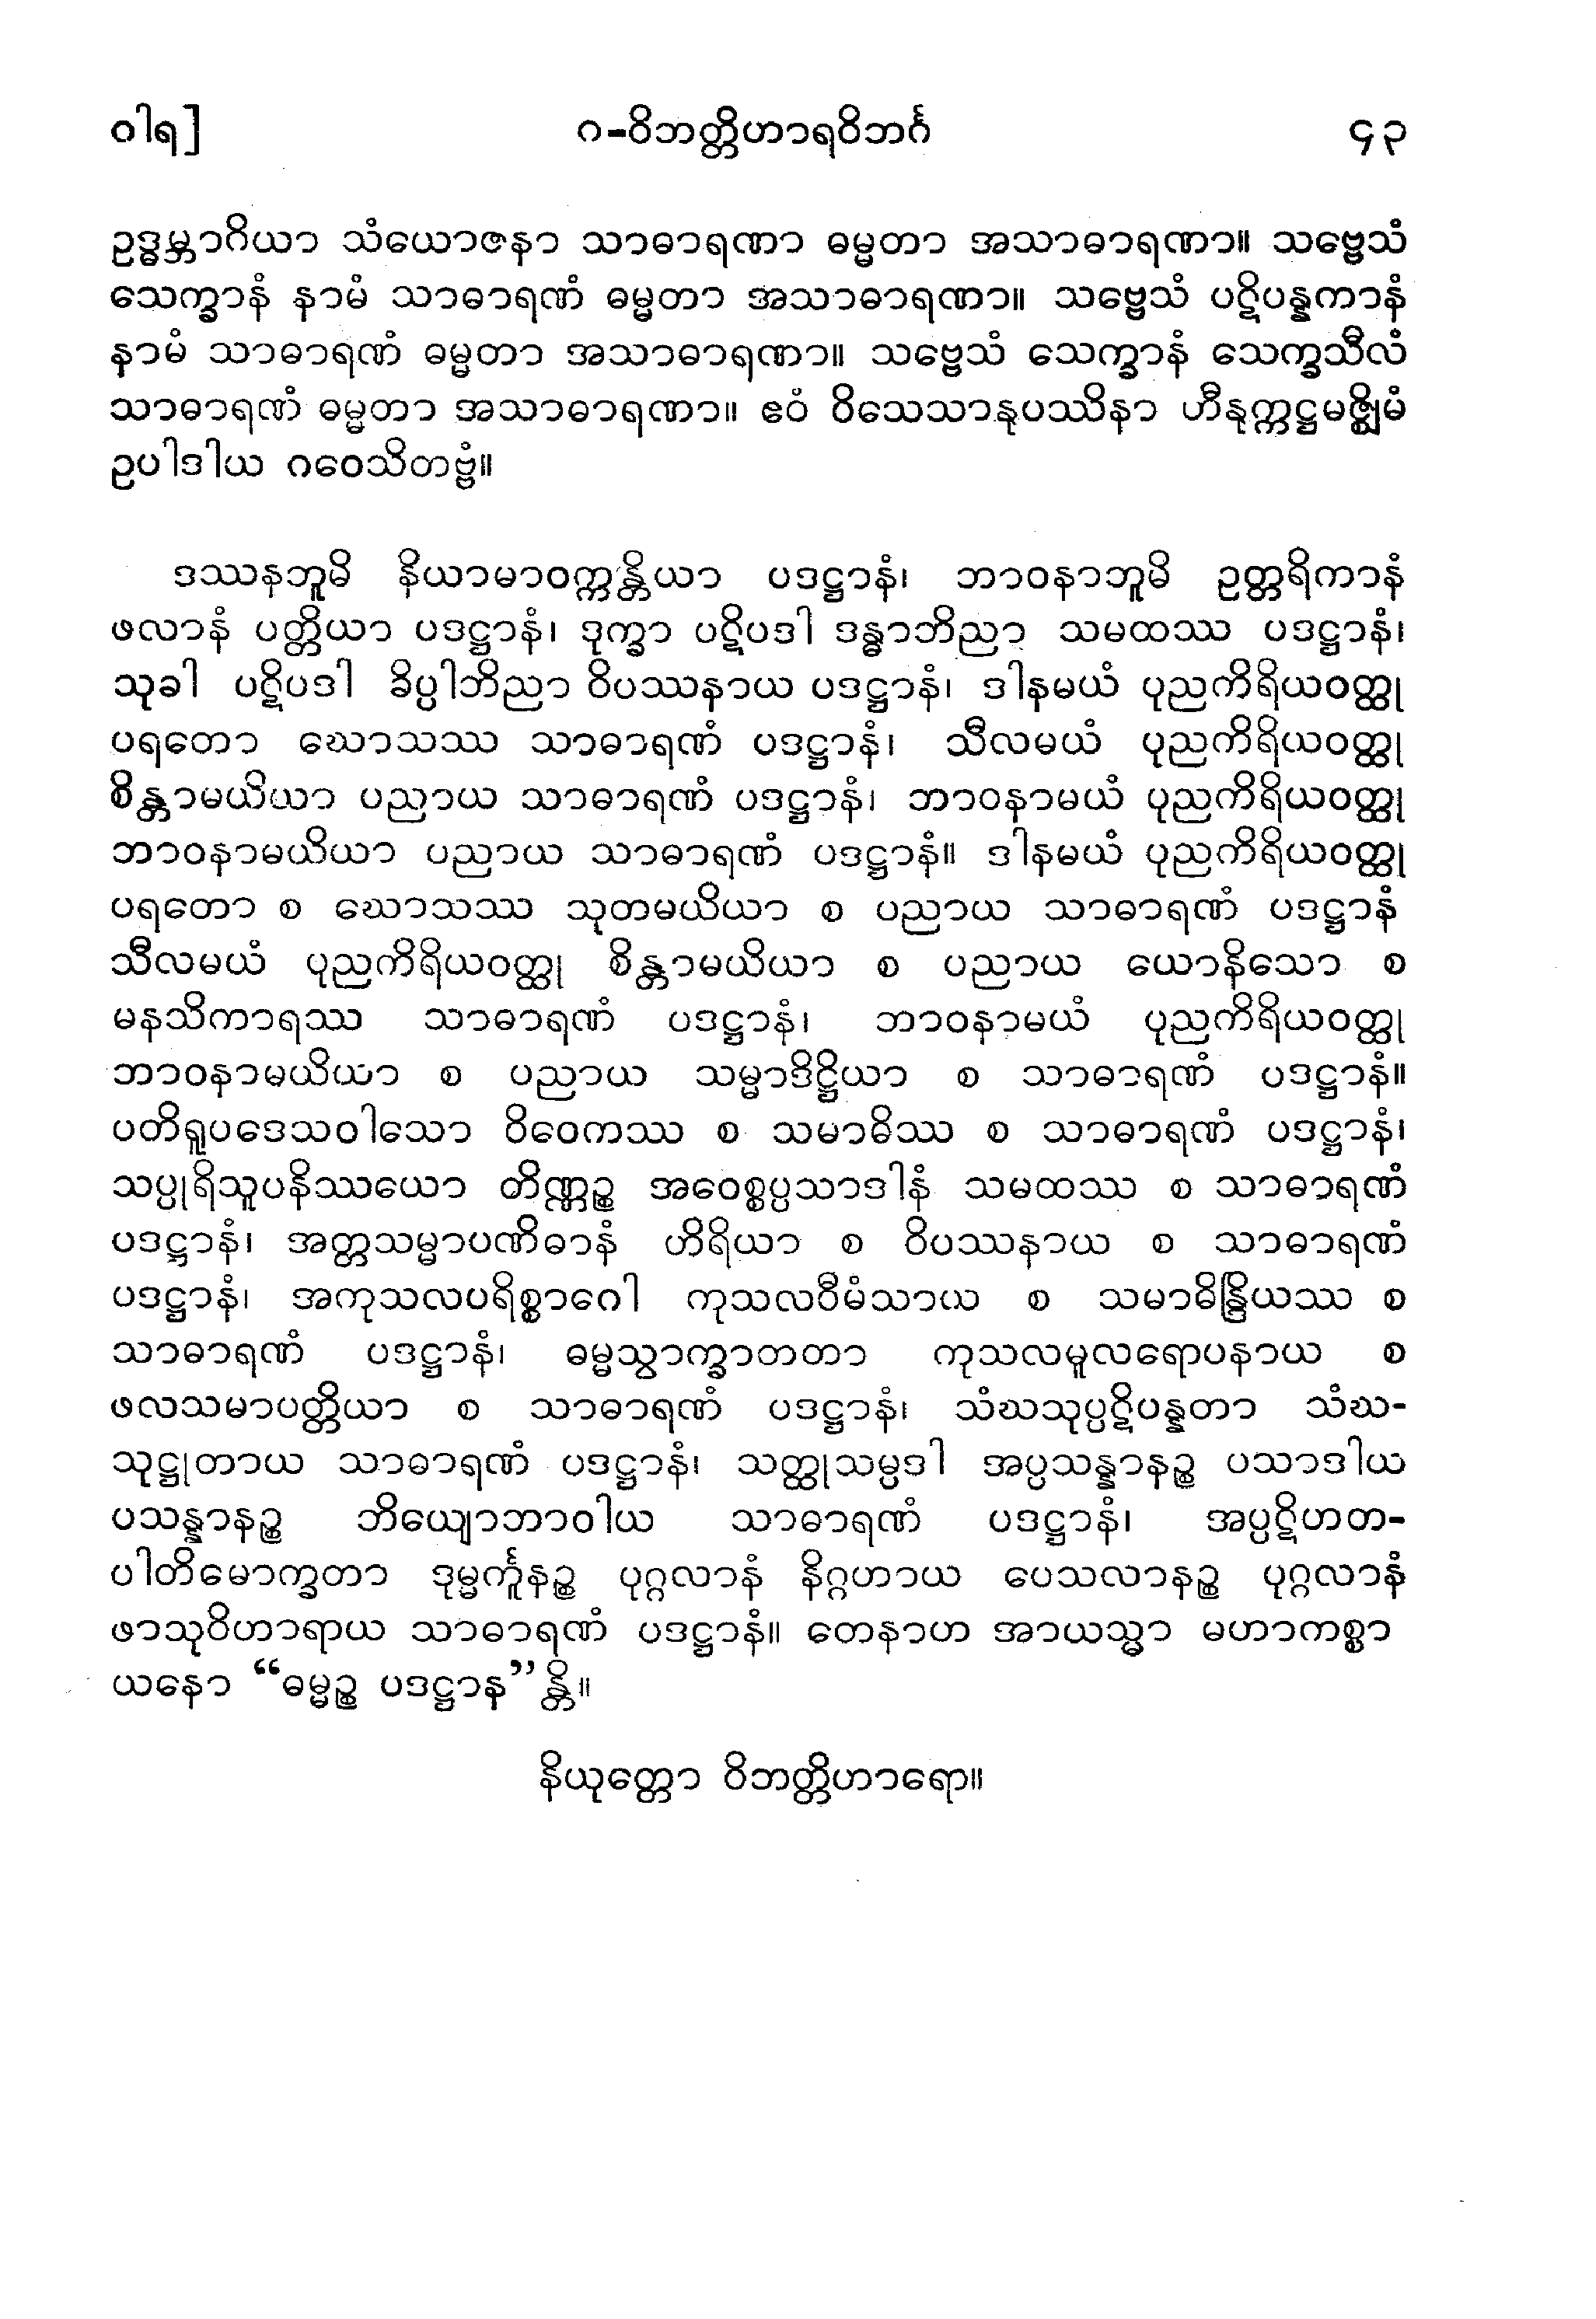 ဝါရ]
ဂ-ဝိဘတ္တိဟာရဝိဘင်္ဂ
၄၃
ဥဒ္ဓမ္ဘာဂိယာ သံယောဇနာ သာဓာရဏာ ဓမ္မတာ အသာဓာရဏာ။ သဗ္ဗေသံ
သေက္ခာနံ နာမံ သာဓာရဏံ ဓမ္မတာ အသာဓာရဏာ။ သဗ္ဗေသံ ပဋိပန္နကာနံ
နာမံ သာဓာရဏံ ဓမ္မတာ အသာဓာရဏာ။ သဗ္ဗေသံ သေက္ခာနံ သေက္ခသီလံ
သာဓာရဏံ ဓမ္မတာ အသာဓာရဏာ။ ဧဝံ ဝိသေသာနုပဿိနာ ဟီနုက္ကဋ္ဌမဇ္ဈိမံ
ဥပါဒါယ ဂဝေသိတဗ္ဗံ။
ဒဿနဘူမိ နိယာမာဝက္ကန္တိယာ ပဒဋ္ဌာနံ၊ ဘာဝနာဘူမိ ဥတ္တရိကာနံ
ဖလာနံ ပတ္တိယာ ပဒဋ္ဌာနံ၊ ဒုက္ခာ ပဋိပဒါ ဒန္ဓာဘိညာ သမထဿ ပဒဋ္ဌာနံ၊
သုခါ ပဋိပဒါ ခိပ္ပါဘိညာ ဝိပဿနာယ ပဒဋ္ဌာနံ၊ ဒါနမယံ ပုညကိရိယဝတ္ထု
ပရတော ဃောသဿ သာဓာရဏံ ပဒဋ္ဌာနံ၊ သီလမယံ ပုညကိရိယဝတ္ထု
စိန္တာမယိယာ ပညာယ သာဓာရဏံ ပဒဋ္ဌာနံ၊ ဘာဝနာမယံ ပုညကိရိယဝတ္ထု
ဘာဝနာမယိယာ ပညာယ သာဓာရဏံ ပဒဋ္ဌာနံ။ ဒါနမယံ ပုညကိရိယဝတ္ထု
ပရတော စ ဃောသဿ သုတမယိယာ စ ပညာယ သာဓာရဏံ ပဒဋ္ဌာနံ
သီလမယံ ပုညကိရိယဝတ္ထု စိန္တာမယိယာ စ ပညာယ ယောနိသော စ
မနသိကာရဿ သာဓာရဏံ ပဒဋ္ဌာနံ၊ ဘာဝနာမယံ ပုညကိရိယဝတ္ထု
ဘာဝနာမယိယာ စ ပညာယ သမ္မာဒိဋ္ဌိယာ စ သာဓာရဏံ ပဒဋ္ဌာနံ။
ပတိရူပဒေသဝါသော ဝိဝေကဿ စ သမာဓိဿ စ သာဓာရဏံ ပဒဋ္ဌာနံ၊
သပ္ပုရိသူပနိဿယော တိဏ္ဏဉ္စ အဝေစ္စပ္ပသာဒါနံ သမထဿ စ သာဓာရဏံ
ပဒဋ္ဌာနံ၊ အတ္တသမ္မာပဏိဓာနံ ဟိရိယာ စ ဝိပဿနာယ စ သာဓာရဏံ
ပဒဋ္ဌာနံ၊ အကုသလပရိစ္စာဂေါ ကုသလဝီမံသာယ စ သမာဓိန္ဒြိယဿ စ
သာဓာရဏံ ပဒဋ္ဌာနံ၊ ဓမ္မသွာက္ခာတတာ ကုသလမူလရောပနာယ စ
ဖလသမာပတ္တိယာ စ သာဓာရဏံ ပဒဋ္ဌာနံ၊ သံဃသုပ္ပဋိပန္နတာ သံဃ-
သုဋ္ဌုတာယ သာဓာရဏံ ပဒဋ္ဌာနံ၊ သတ္ထုသမ္ပဒါ အပ္ပသန္နာနဉ္စ ပသာဒါယ
ပသန္နာနဉ္စ ဘိယျောဘာဝါယ သာဓာရဏံ ပဒဋ္ဌာနံ၊ အပ္ပဋိဟတ-
ပါတိမောက္ခတာ ဒုမ္မင်္ကူနဉ္စ ပုဂ္ဂလာနံ နိဂ္ဂဟာယ ပေသလာနဉ္စ ပုဂ္ဂလာနံ
ဖာသုဝိဟာရာယ သာဓာရဏံ ပဒဋ္ဌာနံ။ တေနာဟ အာယသ္မာ မဟာကစ္စာ
ယနော “ဓမ္မဉ္စ ပဒဋ္ဌာန”န္တိ။
နိယုတ္တော ဝိဘတ္တိဟာရော။